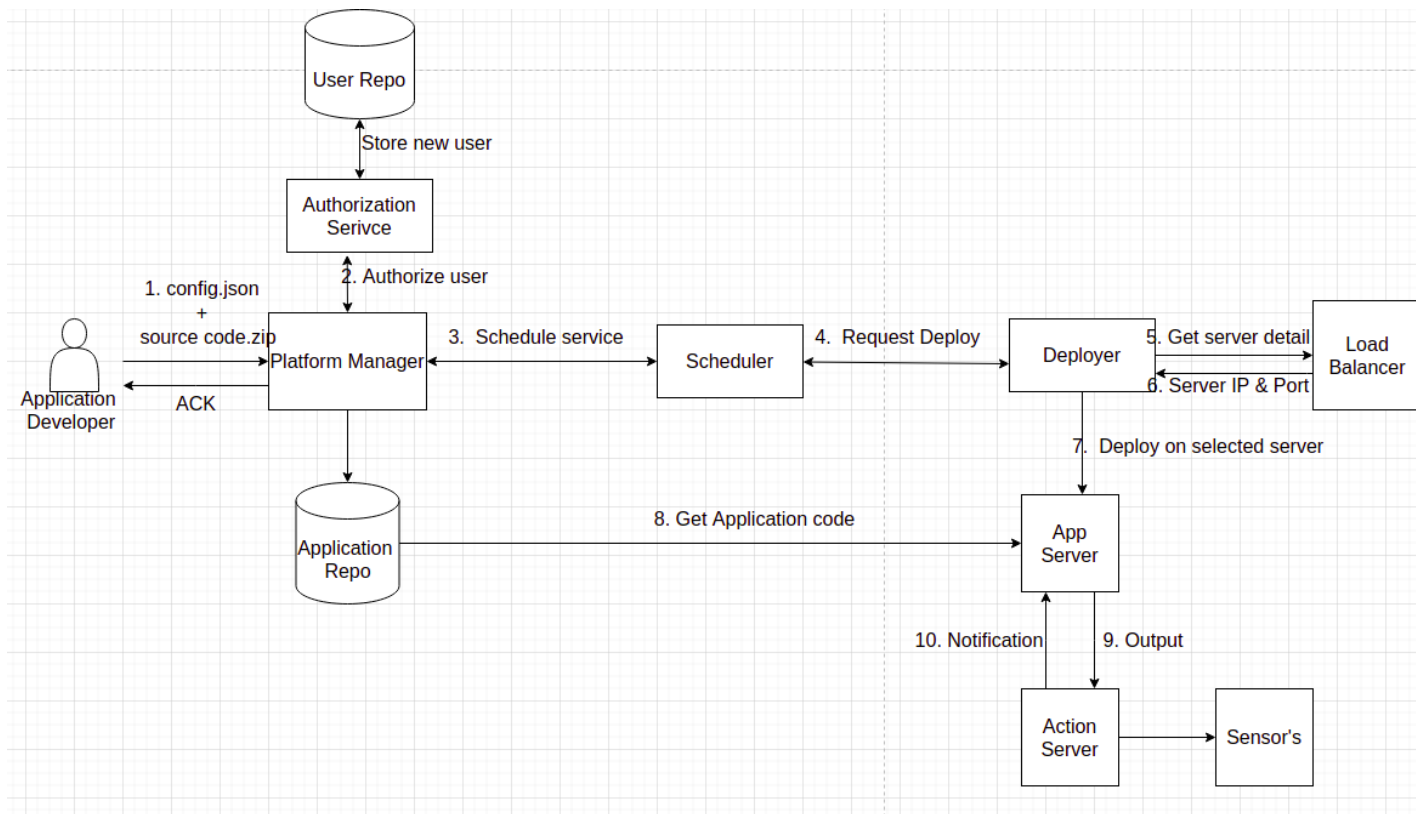 User Repo
Store new user
Authorization
Serivce
2. Authorize user
1. config.json
+
source code.zip
Platform Manager
3. Schedule service
Scheduler
4. Request Deploy
Deployer
5. Get server detail
Load
Balancer
6. Server IP & Port
Application
Developer
ACK
7. Deploy on selected server
Application
Repo
8. Get Application code
App
Server
10. Notification
9. Output
Action
Server
Sensor's